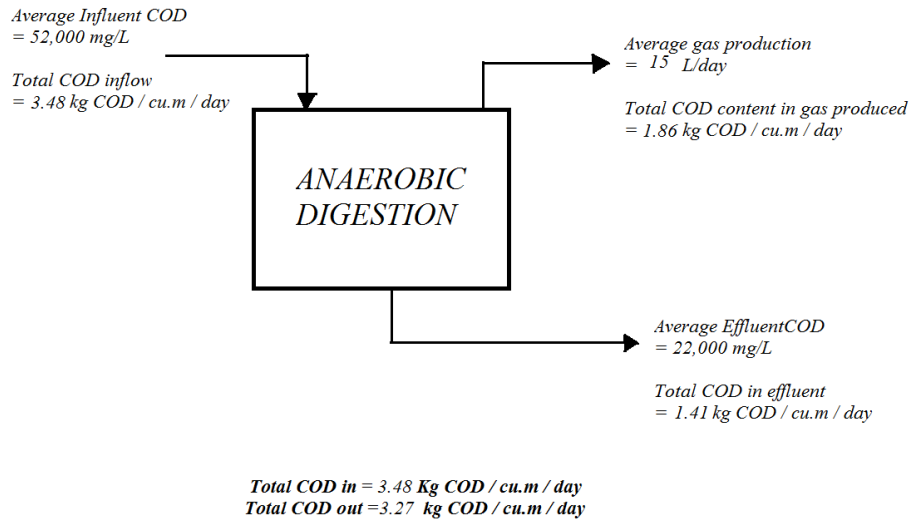 Average Influent COD
= 52,000 mg/L
Total COD inflow
= 3.48 kg COD / cu.m / day
Average gas production
= 15 L/day
Total COD content in gas produced
= 1.86 kg COD / cu.m / day
ANAEROBIC
DIGESTION
Average EffluentCOD
= 22,000 mg/L
Total COD in effluent
= 1.41 kg COD / cu.m / day
Total COD in = 3.48 Kg COD / cu.m / day
Total COD out =3.27 kg COD / cu.m / day